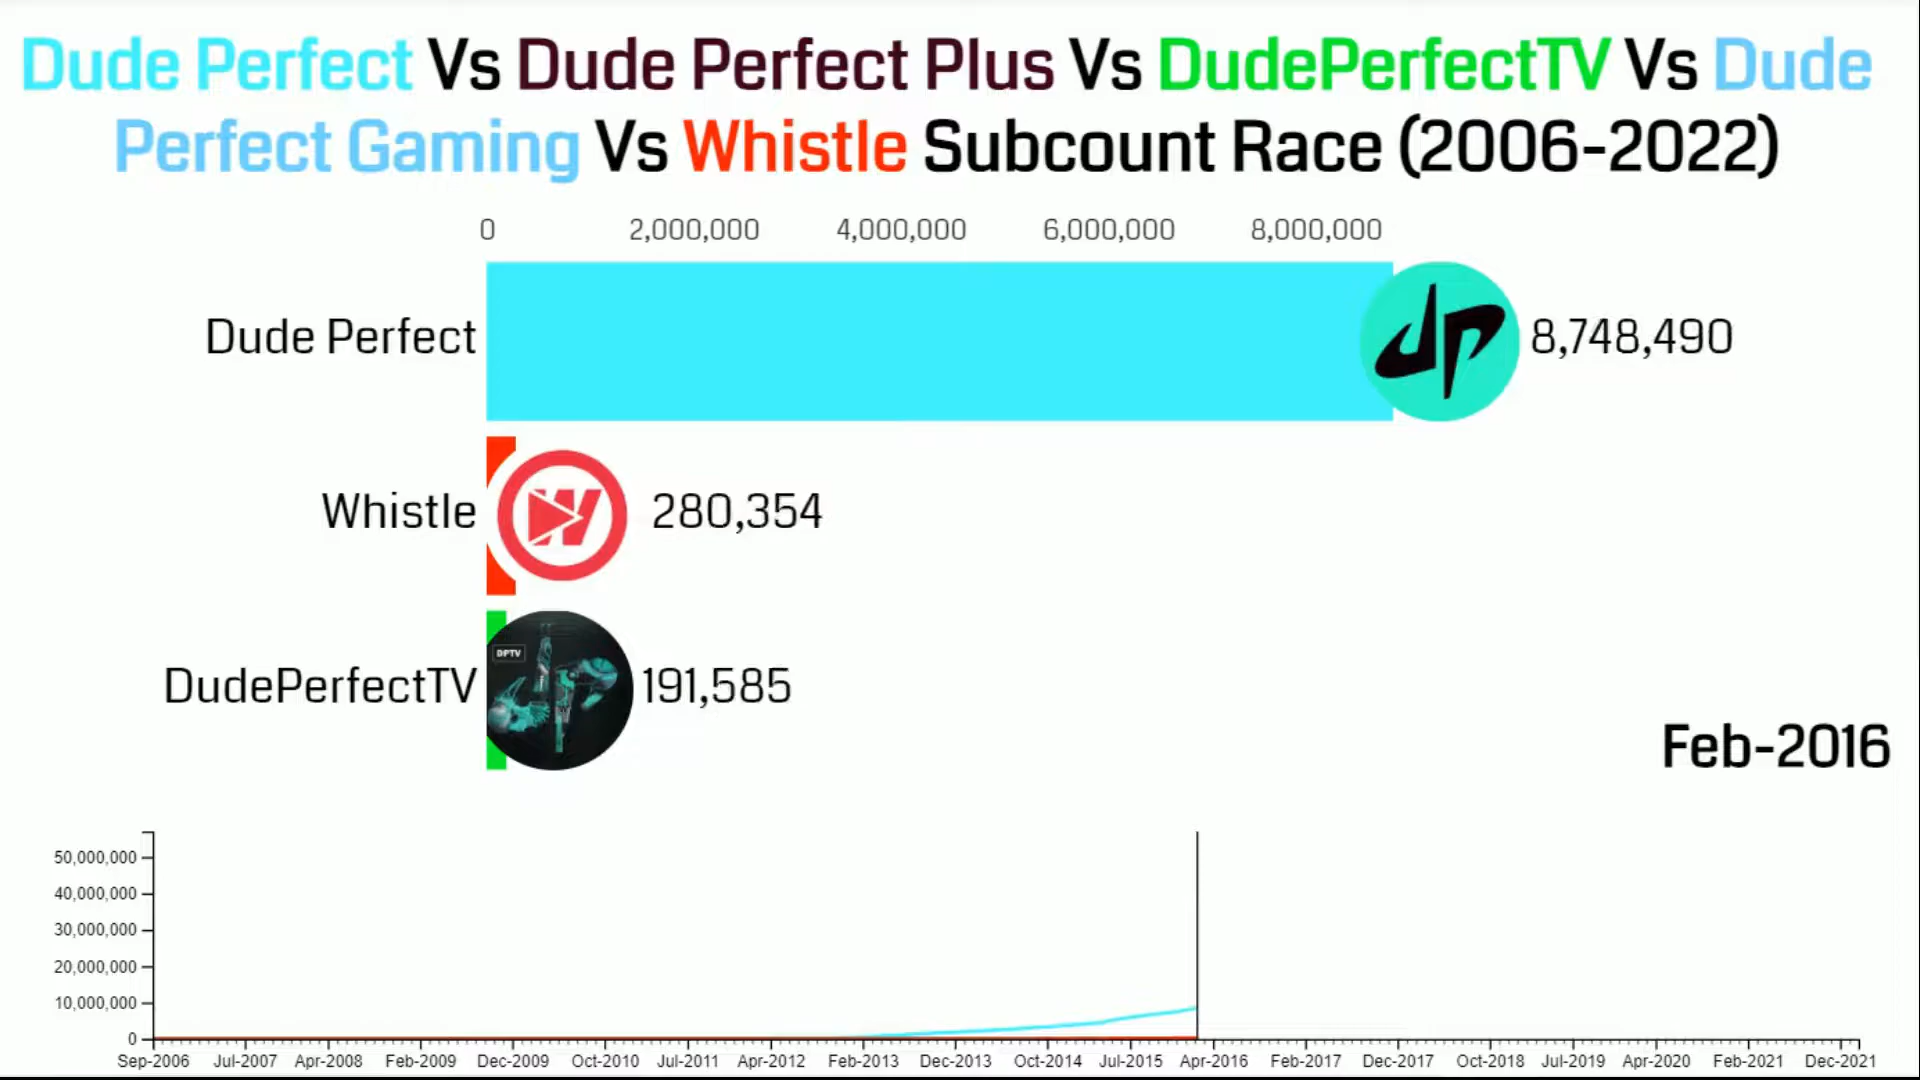 Dude Perfect Vs Dude Perfect Plus Vs DudePerfectTV Vs Dude
Perfect Gaming Vs Whistle Subcount Race (2006-2022)
0 2,000,000 4,000,000 6,000,000 8,000,000
Dude Perfect dp 8,748,490
Whistle W 280,354
DPTV
DudePerfectTV 191,585
Feb-2016
50,000,000
40,000,000
30,000,000
20,000,000
10,000,000
0
Sep-2006 Jul-2007 Apr-2008 Feb-2009 Dec-2009 Oct-2010 Jul-2011 Apr-2012 Feb-2013 Dec-2013 Oct-2014 Jul-2015 Apr-2016 Feb-2017 Dec-2017 Oct-2018 Jul-2019 Apr-2020 Feb-2021 Dec-2021